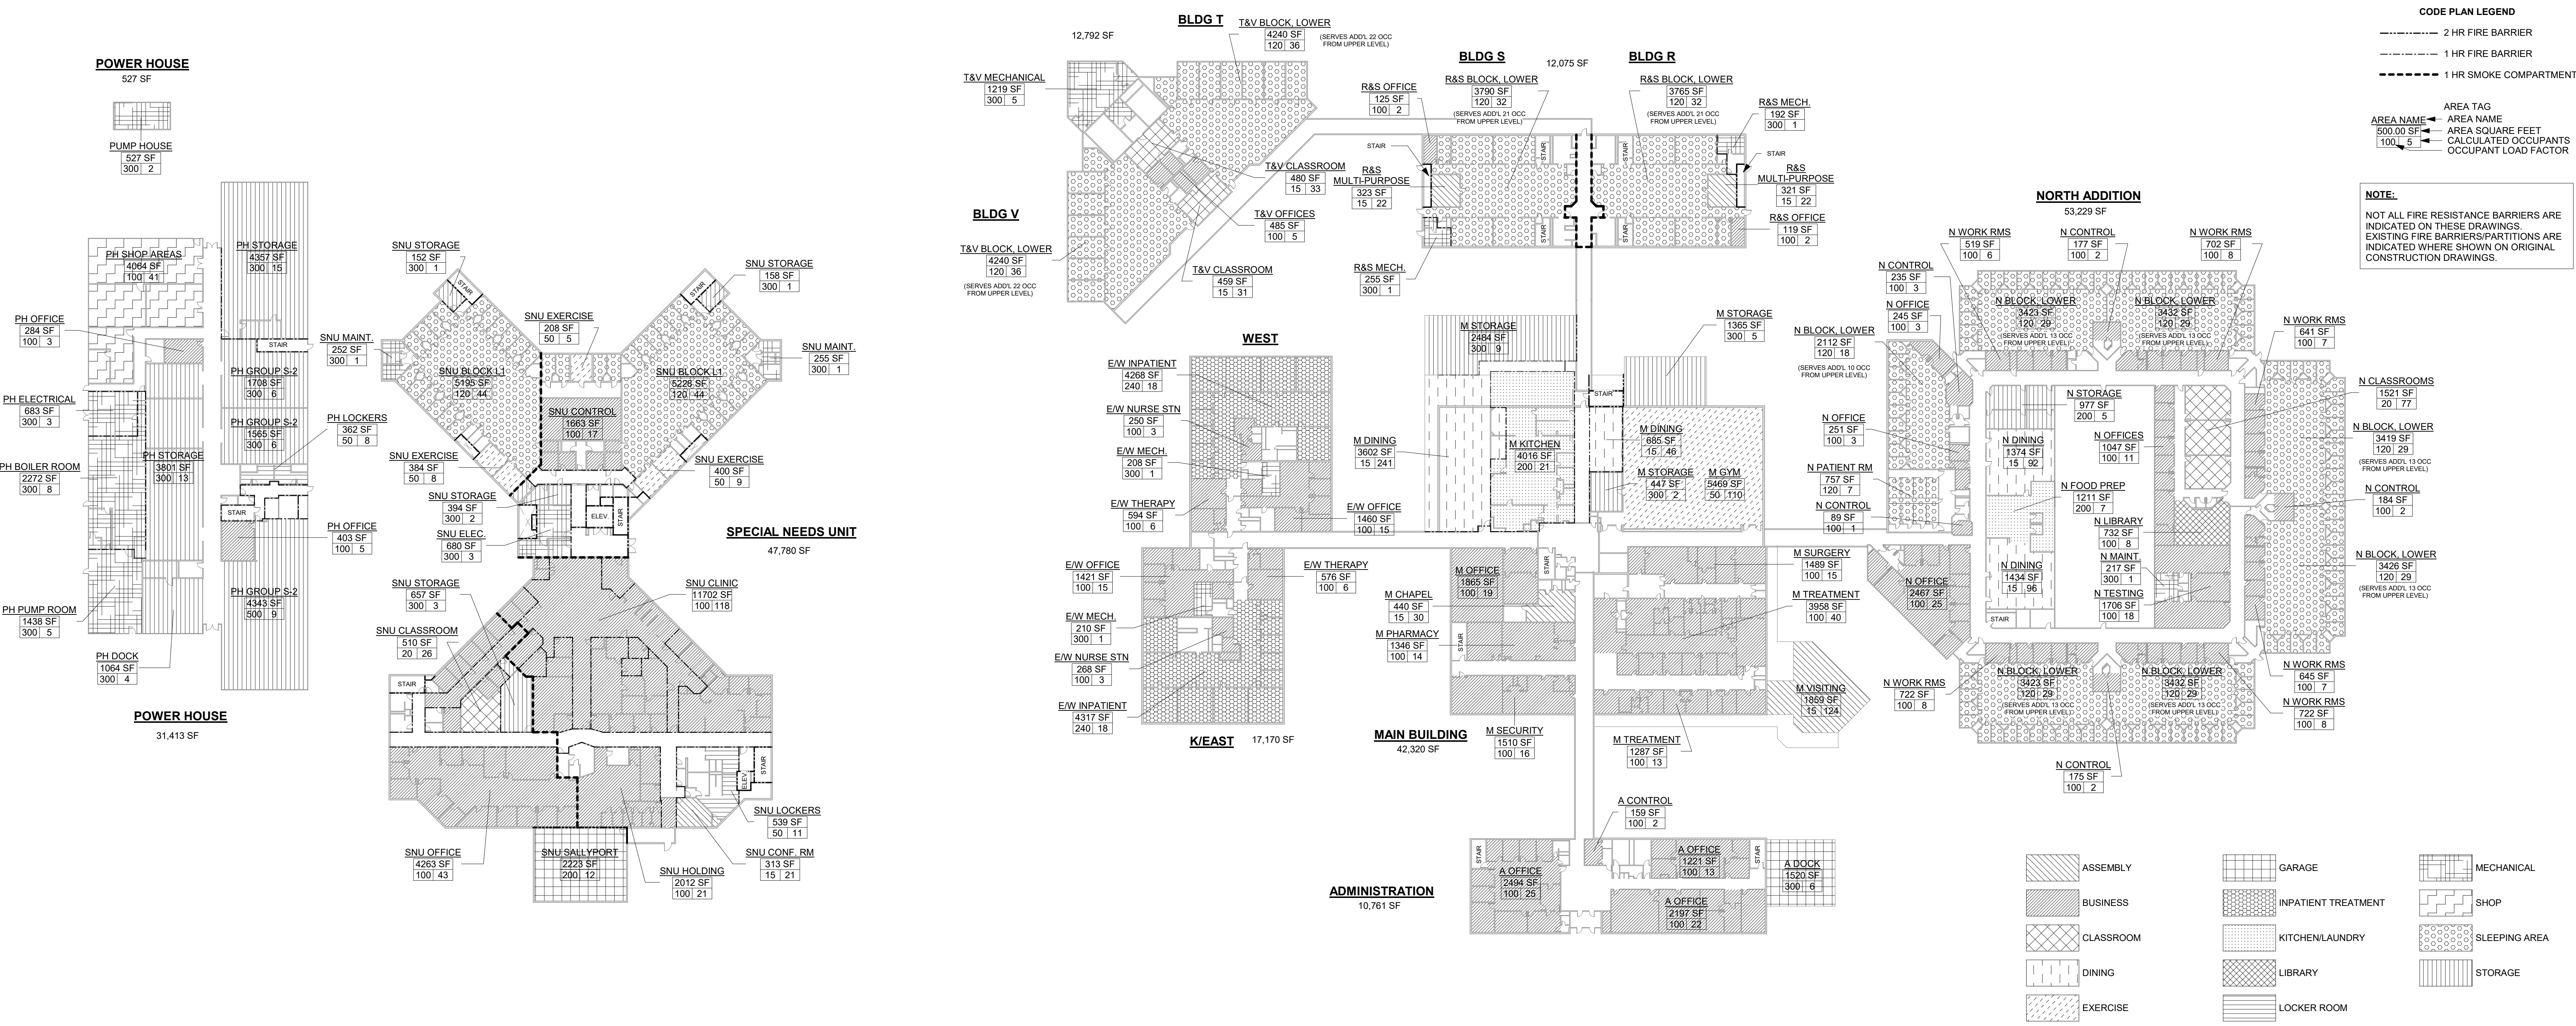 POWER HOUSE
527 SF
PUMP HOUSE
527 SF
300 2
PH SHOP AREAS
4064 SF
100 41
PH STORAGE
4357 SF
300 15
PH OFFICE
284 SF
100 3
STAIR
PH GROUP S-2
1708 SF
300 6
PH ELECTRICAL
683 SF
300 3
PH LOCKERS
362 SF
50 8
PH GROUP S-2
1565 SF
300 6
PH BOILER ROOM
2272 SF
300 8
PH STORAGE
3801 SF
300 13
STAIR
PH OFFICE
403 SF
100 5
PH GROUP S-2
4343 SF
500 9
PH PUMP ROOM
1438 SF
300 5
PH DOCK
1064 SF
300 4
POWER HOUSE
31,413 SF
SNU STORAGE
152 SF
300 1
STAIR
STAIR
SNU STORAGE
158 SF
300 1
SNU EXERCISE
208 SF
50 5
SNU MAINT.
252 SF
300 1
SNU MAINT.
255 SF
300 1
SNU BLOCK L1
5195 SF
120 44
SNU BLOCK L1
5228 SF
120 44
SNU CONTROL
1663 SF
100 17
SNU EXERCISE
384 SF
50 8
SNU EXERCISE
400 SF
50 9
SNU STORAGE
394 SF
300 2
ELEV.
STAIR
SNU ELEC.
680 SF
300 3
SPECIAL NEEDS UNIT
47,780 SF
SNU STORAGE
657 SF
300 3
SNU CLINIC
11702 SF
100 118
SNU CLASSROOM
510 SF
20 26
STAIR
STAIR
ELEV.
SNU LOCKERS
539 SF
50 11
SNU OFFICE
4263 SF
100 43
SNU SALLYPORT
2223 SF
200 12
SNU HOLDING
2012 SF
100 21
SNU CONF. RM
313 SF
15 21
BLDG T
12,792 SF
T&V BLOCK, LOWER
4240 SF
120 36
(SERVES ADD'L 22 OCC
FROM UPPER LEVEL)
T&V MECHANICAL
1219 SF
300 5
T&V CLASSROOM
480 SF
15 33
T&V OFFICES
485 SF
100 5
T&V CLASSROOM
459 SF
15 31
BLDG V
T&V BLOCK, LOWER
4240 SF
120 36
(SERVES ADD'L 22 OCC
FROM UPPER LEVEL)
BLDG S
12,075 SF
BLDG R
R&S BLOCK, LOWER
3790 SF
120 32
(SERVES ADD'L 21 OCC
FROM UPPER LEVEL)
R&S BLOCK, LOWER
3765 SF
120 32
(SERVES ADD'L 21 OCC
FROM UPPER LEVEL)
R&S OFFICE
125 SF
100 2
R&S MECH.
192 SF
300 1
STAIR
STAIR
STAIR
STAIR
STAIR
STAIR
R&S
MULTI-PURPOSE
323 SF
15 22
R&S
MULTI-PURPOSE
321 SF
15 22
R&S OFFICE
119 SF
100 2
R&S MECH.
255 SF
300 1
WEST
E/W INPATIENT
4268 SF
240 18
E/W NURSE STN
250 SF
100 3
E/W MECH.
208 SF
300 1
E/W THERAPY
594 SF
100 6
E/W OFFICE
1460 SF
100 15
E/W OFFICE
1421 SF
100 15
E/W THERAPY
576 SF
100 6
E/W MECH.
210 SF
300 1
E/W NURSE STN
268 SF
100 3
E/W INPATIENT
4317 SF
240 18
K/EAST
17,170 SF
M STORAGE
2484 SF
300 9
M STORAGE
1365 SF
300 5
STAIR
M DINING
3602 SF
15 241
M KITCHEN
4016 SF
200 21
M DINING
685 SF
15 46
M STORAGE
447 SF
300 2
M GYM
5469 SF
50 110
STAIR
M OFFICE
1865 SF
100 19
M SURGERY
1489 SF
100 15
M CHAPEL
440 SF
15 30
M TREATMENT
3958 SF
100 40
M PHARMACY
1346 SF
100 14
STAIR
M VISITING
1859 SF
15 124
M SECURITY
1510 SF
100 16
M TREATMENT
1287 SF
100 13
MAIN BUILDING
42,320 SF
A CONTROL
159 SF
100 2
STAIR
STAIR
A OFFICE
2494 SF
100 25
A OFFICE
1221 SF
100 13
A DOCK
1520 SF
300 6
A OFFICE
2197 SF
100 22
ADMINISTRATION
10,761 SF
NORTH ADDITION
53,229 SF
N WORK RMS
519 SF
100 6
N CONTROL
177 SF
100 2
N WORK RMS
702 SF
100 8
N CONTROL
235 SF
100 3
N OFFICE
245 SF
100 3
N BLOCK, LOWER
3423 SF
120 29
(SERVES ADD'L 13 OCC
FROM UPPER LEVEL)
N BLOCK, LOWER
3432 SF
120 29
(SERVES ADD'L 13 OCC
FROM UPPER LEVEL)
N BLOCK, LOWER
2112 SF
120 18
(SERVES ADD'L 10 OCC
FROM UPPER LEVEL)
N WORK RMS
641 SF
100 7
N STORAGE
977 SF
200 5
N CLASSROOMS
1521 SF
20 77
N OFFICE
251 SF
100 3
N DINING
1374 SF
15 92
N OFFICES
1047 SF
100 11
N BLOCK, LOWER
3419 SF
120 29
(SERVES ADD'L 13 OCC
FROM UPPER LEVEL)
N PATIENT RM
757 SF
120 7
N FOOD PREP
1211 SF
200 7
N CONTROL
184 SF
100 2
N CONTROL
89 SF
100 1
N LIBRARY
732 SF
100 8
N MAINT.
217 SF
300 1
N BLOCK, LOWER
3426 SF
120 29
(SERVES ADD'L 13 OCC
FROM UPPER LEVEL)
N OFFICE
2467 SF
100 25
N DINING
1434 SF
15 96
N TESTING
1706 SF
100 18
STAIR
N WORK RMS
722 SF
100 8
N BLOCK, LOWER
3423 SF
120 29
(SERVES ADD'L 13 OCC
FROM UPPER LEVEL)
N BLOCK, LOWER
3432 SF
120 29
(SERVES ADD'L 13 OCC
FROM UPPER LEVEL)
N WORK RMS
645 SF
100 7
N WORK RMS
722 SF
100 8
N CONTROL
175 SF
100 2
CODE PLAN LEGEND
2 HR FIRE BARRIER
1 HR FIRE BARRIER
1 HR SMOKE COMPARTMENT
AREA TAG
AREA NAME AREA NAME
500.00 SF AREA SQUARE FEET
100 5 CALCULATED OCCUPANTS
OCCUPANT LOAD FACTOR
NOTE:
NOT ALL FIRE RESISTANCE BARRIERS ARE
INDICATED ON THESE DRAWINGS.
EXISTING FIRE BARRIERS/PARTITIONS ARE
INDICATED WHERE SHOWN ON ORIGINAL
CONSTRUCTION DRAWINGS.
ASSEMBLY
BUSINESS
CLASSROOM
DINING
EXERCISE
GARAGE
INPATIENT TREATMENT
KITCHEN/LAUNDRY
LIBRARY
LOCKER ROOM
MECHANICAL
SHOP
SLEEPING AREA
STORAGE